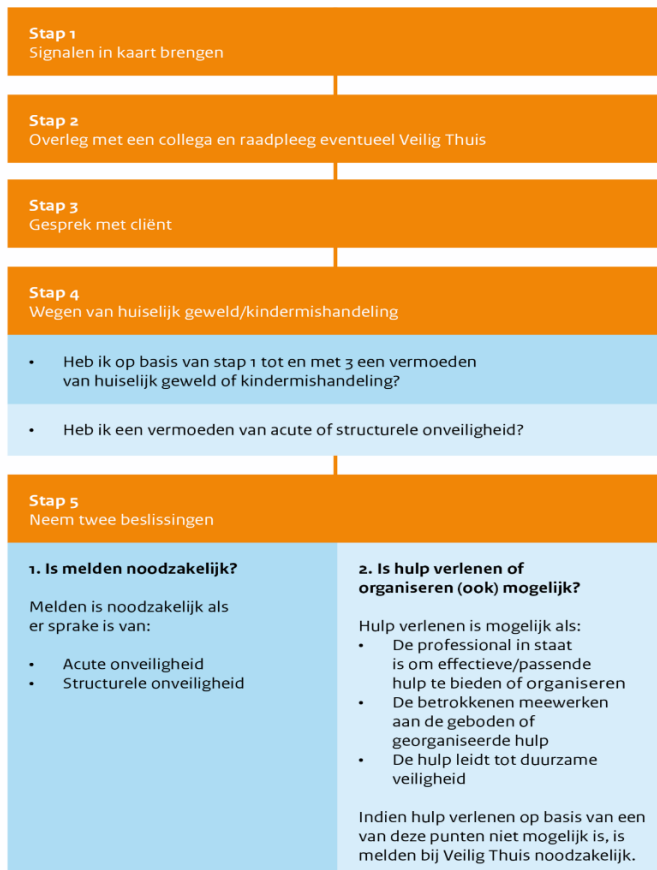 Stap 1
Signalen in kaart brengen
Stap 2
Overleg met een collega en raadpleeg eventueel Veilig Thuis
Stap 3
Gesprek met cliënt
Stap 4
Wegen van huiselijk geweld/kindermishandeling
• Heb ik op basis van stap 1 tot en met 3 een vermoeden
van huiselijk geweld of kindermishandeling?
• Heb ik een vermoeden van acute of structurele onveiligheid?
Stap 5
Neem twee beslissingen
1. Is melden noodzakelijk?
Melden is noodzakelijk als
er sprake is van:
• Acute onveiligheid
• Structurele onveiligheid
2. Is hulp verlenen of
organiseren (ook) mogelijk?
Hulp verlenen is mogelijk als:
• De professional in staat
is om effectieve/passende
hulp te bieden of organiseren
• De betrokkenen meewerken
aan de geboden of
georganiseerde hulp
• De hulp leidt tot duurzame
veiligheid
Indien hulp verlenen op basis van een
van deze punten niet mogelijk is, is
melden bij Veilig Thuis noodzakelijk.